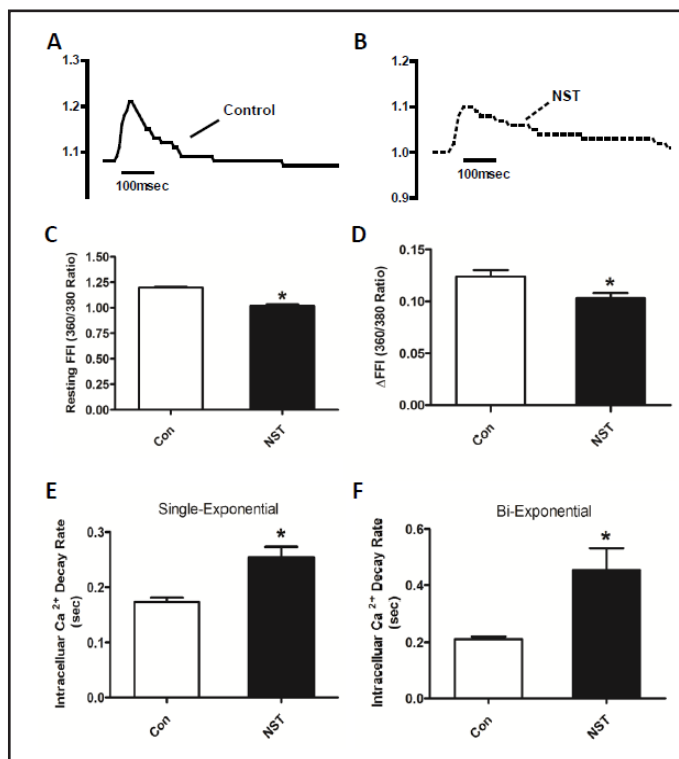 A
1.3
1.2
1.1
Control
100msec
B
1.2
1.1
1.0
0.9
NST
100msec
C
Resting FFI (360/380 Ratio)
1.50
1.25
1.00
0.75
0.50
0.25
0.00
*
Con
NST
D
ΔFFI (360/380 Ratio)
0.15
0.10
0.05
0.00
*
Con
NST
E
Single-Exponential
Intracelluar Ca 2+ Decay Rate
(sec)
0.3
0.2
0.1
0.0
*
Con
NST
F
Bi-Exponential
Intracelluar Ca 2+ Decay Rate
(sec)
0.6
0.4
0.2
0.0
*
Con
NST